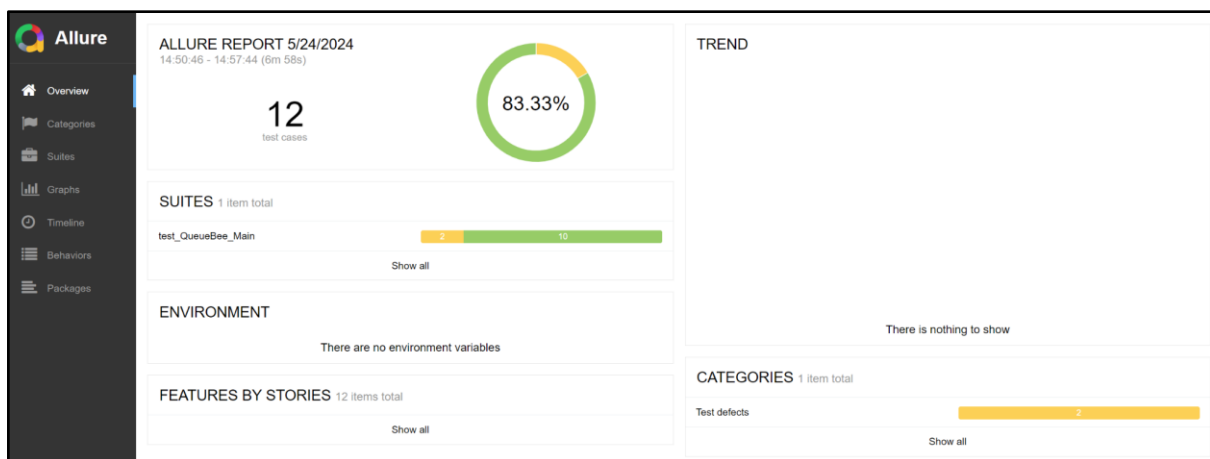 Allure
Overview
Categories
Suites
Graphs
Timeline
Behaviors
Packages
ALLURE REPORT 5/24/2024
14:50:46 - 14:57:44 (6m 58s)
12
test cases
83.33%
SUITES 1 item total
test_QueueBee_Main 2 10
Show all
ENVIRONMENT
There are no environment variables
FEATURES BY STORIES 12 items total
Show all
TREND
There is nothing to show
CATEGORIES 1 item total
Test defects 2
Show all